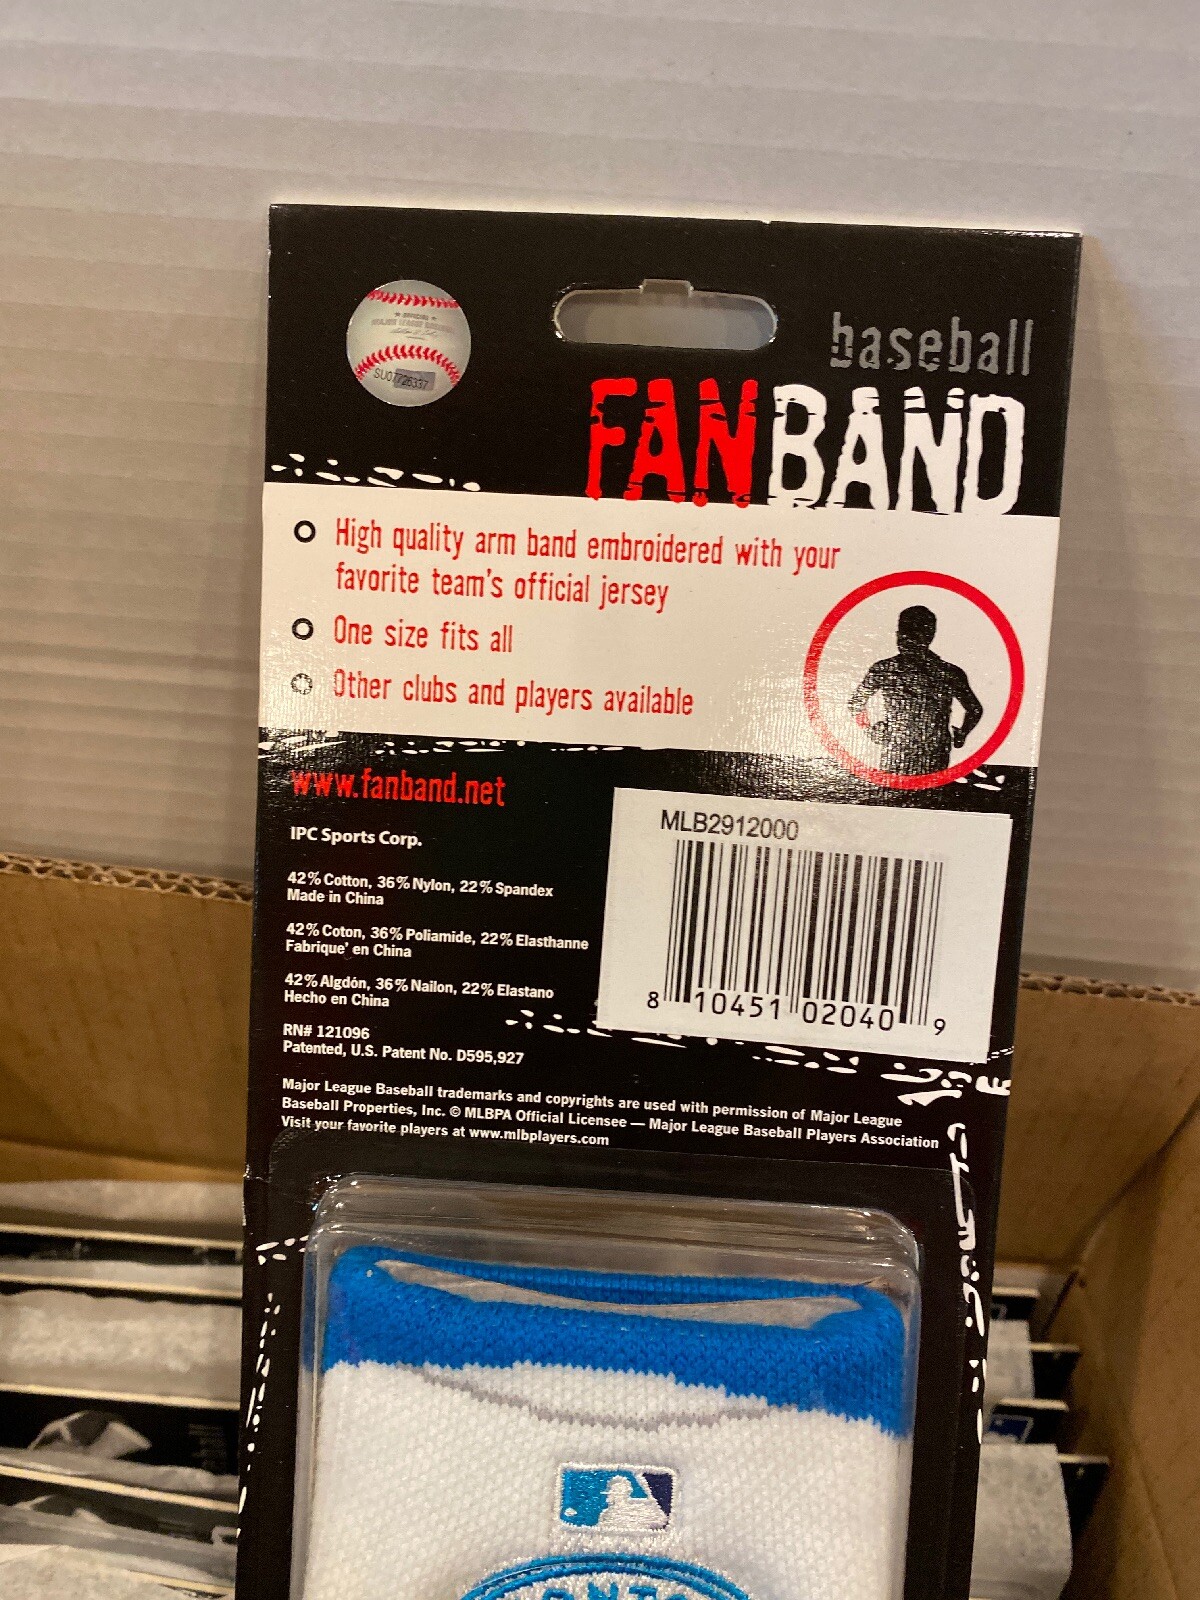 OFFICIAL
MAJOR LEAGUE BASEBALL
SU07726337
baseball
FANBAND
High quality arm band embroidered with your
favorite team's official jersey
One size fits all
Other clubs and players available
www.fanband.net
IPC Sports Corp.
42% Cotton, 36% Nylon, 22% Spandex
Made in China
42% Coton, 36% Poliamide, 22% Elasthanne
Fabrique' en China
42% Algdón, 36% Nailon, 22% Elastano
Hecho en China
RN# 121096
Patented, U.S. Patent No. D595,927
MLB2912000
8 10451 02040 9
Major League Baseball trademarks and copyrights are used with permission of Major League
Baseball Properties, Inc. © MLBPA Official Licensee — Major League Baseball Players Association
Visit your favorite players at www.mlbplayers.com